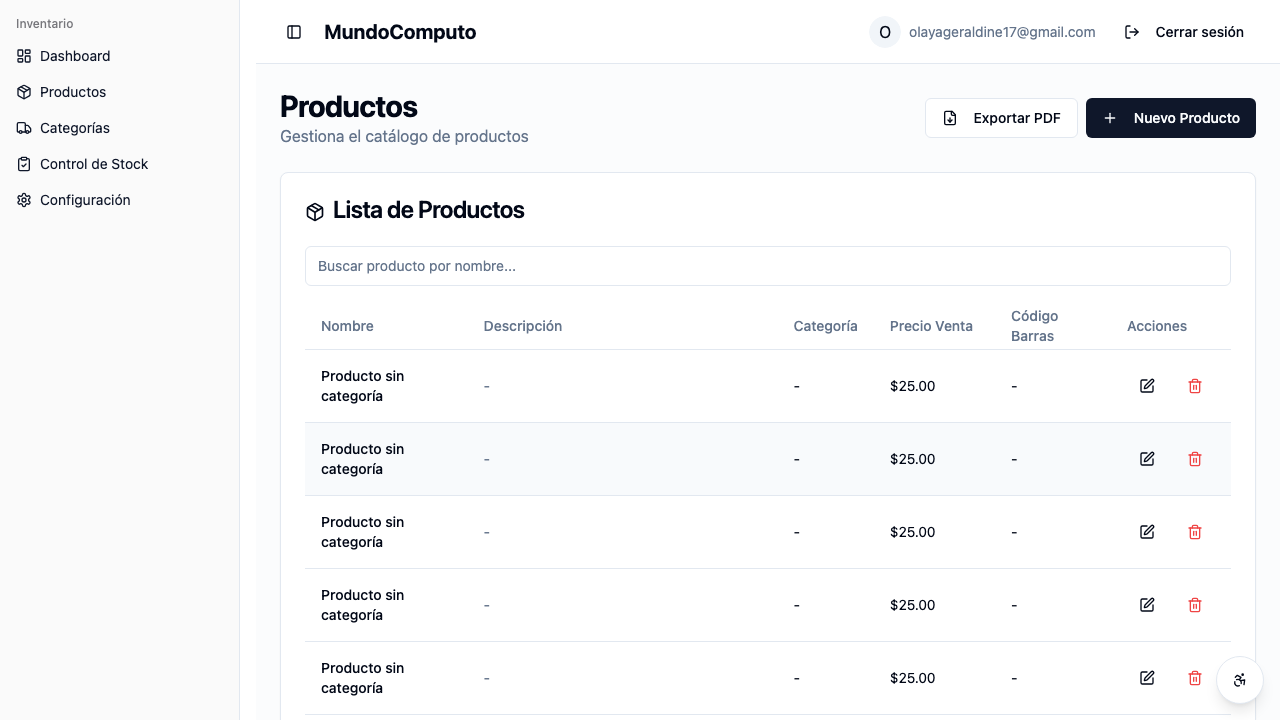 Inventario
Dashboard
Productos
Categorías
Control de Stock
Configuración
MundoComputo
O
olayageraldine17@gmail.com
Cerrar sesión
Productos
Gestiona el catálogo de productos
Exportar PDF
Nuevo Producto
Lista de Productos
Buscar producto por nombre...
Nombre
Descripción
Categoría
Precio Venta
Código
Barras
Acciones
Producto sin
categoría
-
-
$25.00
-
Producto sin
categoría
-
-
$25.00
-
Producto sin
categoría
-
-
$25.00
-
Producto sin
categoría
-
-
$25.00
-
Producto sin
categoría
-
-
$25.00
-